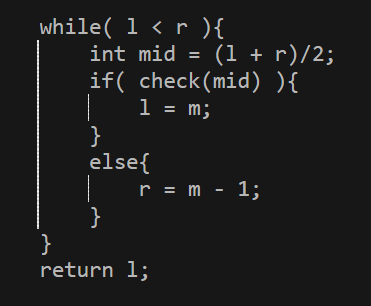 while( l < r ){
    int mid = (l + r)/2;
    if( check(mid) ){
        l = m;
    }
    else{
        r = m - 1;
    }
}
return l;